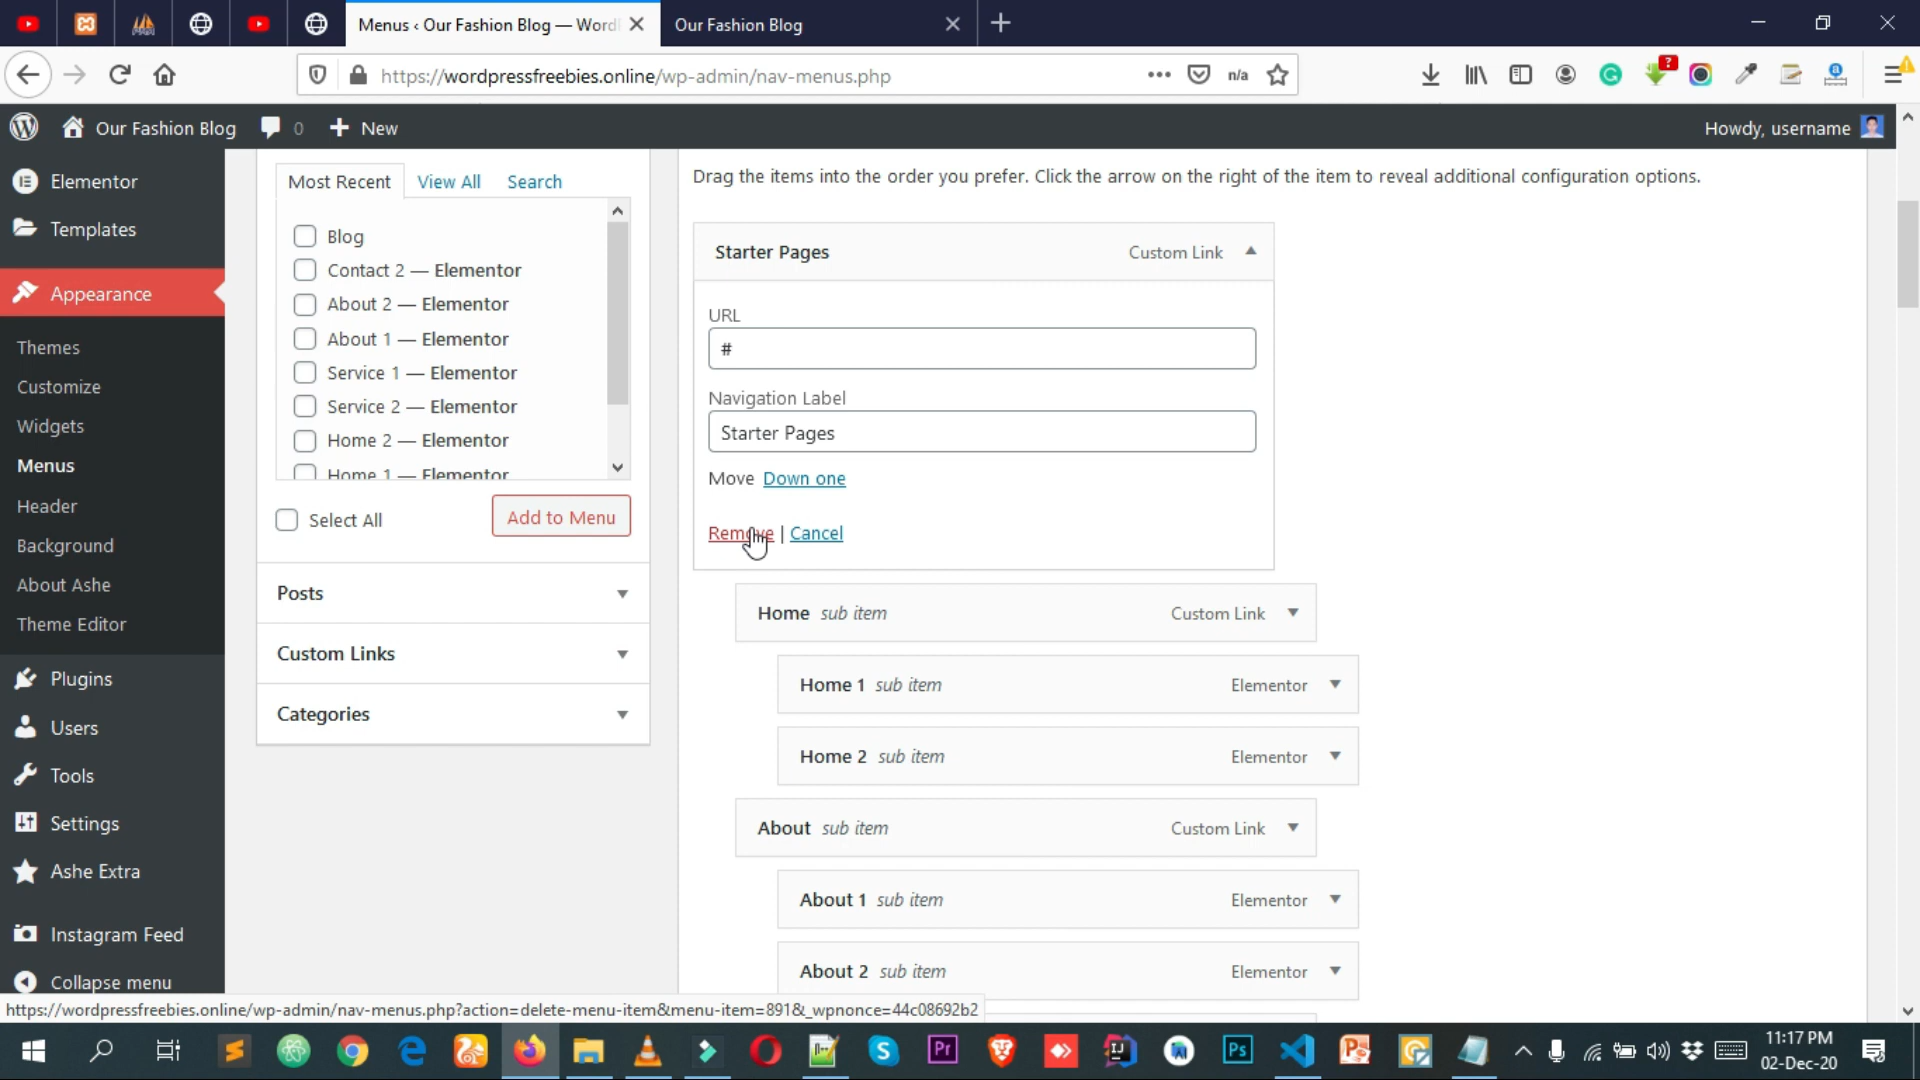 Menus ‹ Our Fashion Blog — Word
Our Fashion Blog
https://wordpressfreebies.online/wp-admin/nav-menus.php
n/a
?
Our Fashion Blog
0
New
Howdy, username
Elementor
Templates
Appearance
Themes
Customize
Widgets
Menus
Header
Background
About Ashe
Theme Editor
Plugins
Users
Tools
Settings
Ashe Extra
Instagram Feed
Collapse menu
Most Recent
View All
Search
Blog
Contact 2 — Elementor
About 2 — Elementor
About 1 — Elementor
Service 1 — Elementor
Service 2 — Elementor
Home 2 — Elementor
Home 1 — Elementor
Select All
Add to Menu
Posts
Custom Links
Categories
Drag the items into the order you prefer. Click the arrow on the right of the item to reveal additional configuration options.
Starter Pages
Custom Link
URL
#
Navigation Label
Starter Pages
Move Down one
Remove | Cancel
Home sub item
Custom Link
Home 1 sub item
Elementor
Home 2 sub item
Elementor
About sub item
Custom Link
About 1 sub item
Elementor
About 2 sub item
Elementor
https://wordpressfreebies.online/wp-admin/nav-menus.php?action=delete-menu-item&menu-item=891&_wpnonce=44c08692b2
Pr
Ps
11:17 PM
02-Dec-20